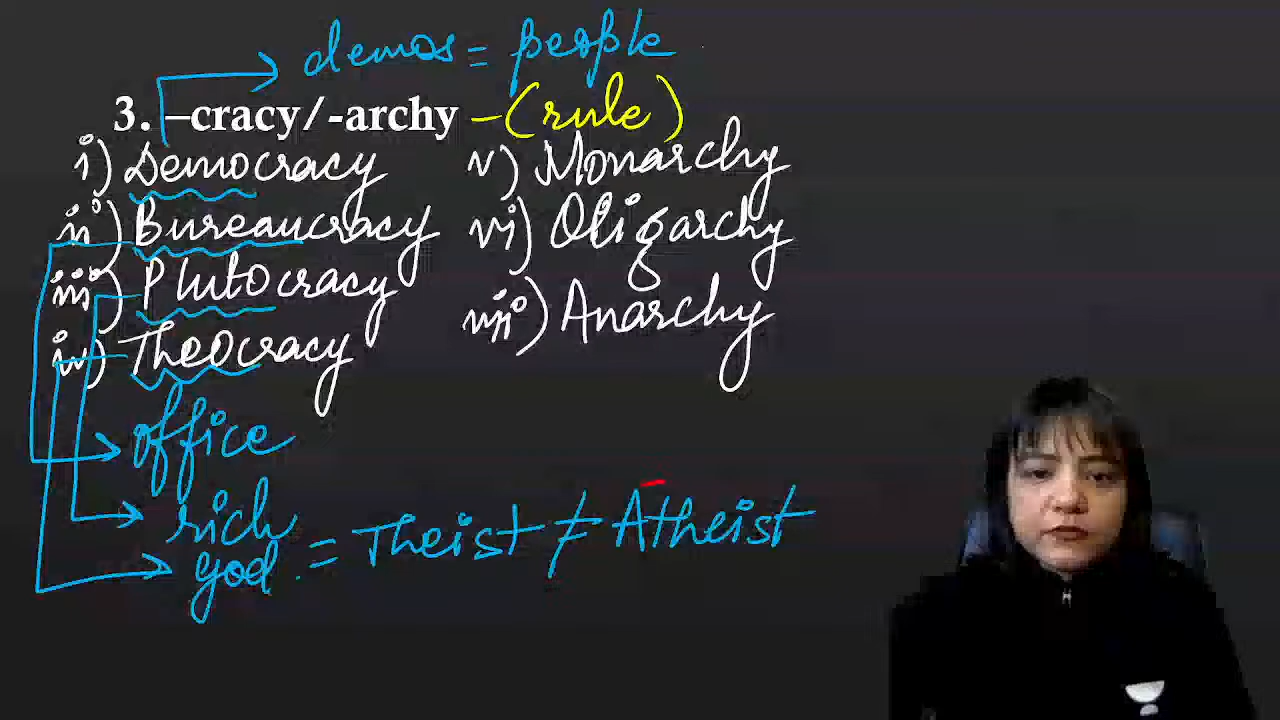 demos = people
3. –cracy/-archy – (rule)
i) Democracy
ii) Bureaucracy
iii) Plutocracy
iv) Theocracy
v) Monarchy
vi) Oligarchy
vii) Anarchy
office
rich
god. = Theist ≠ Atheist